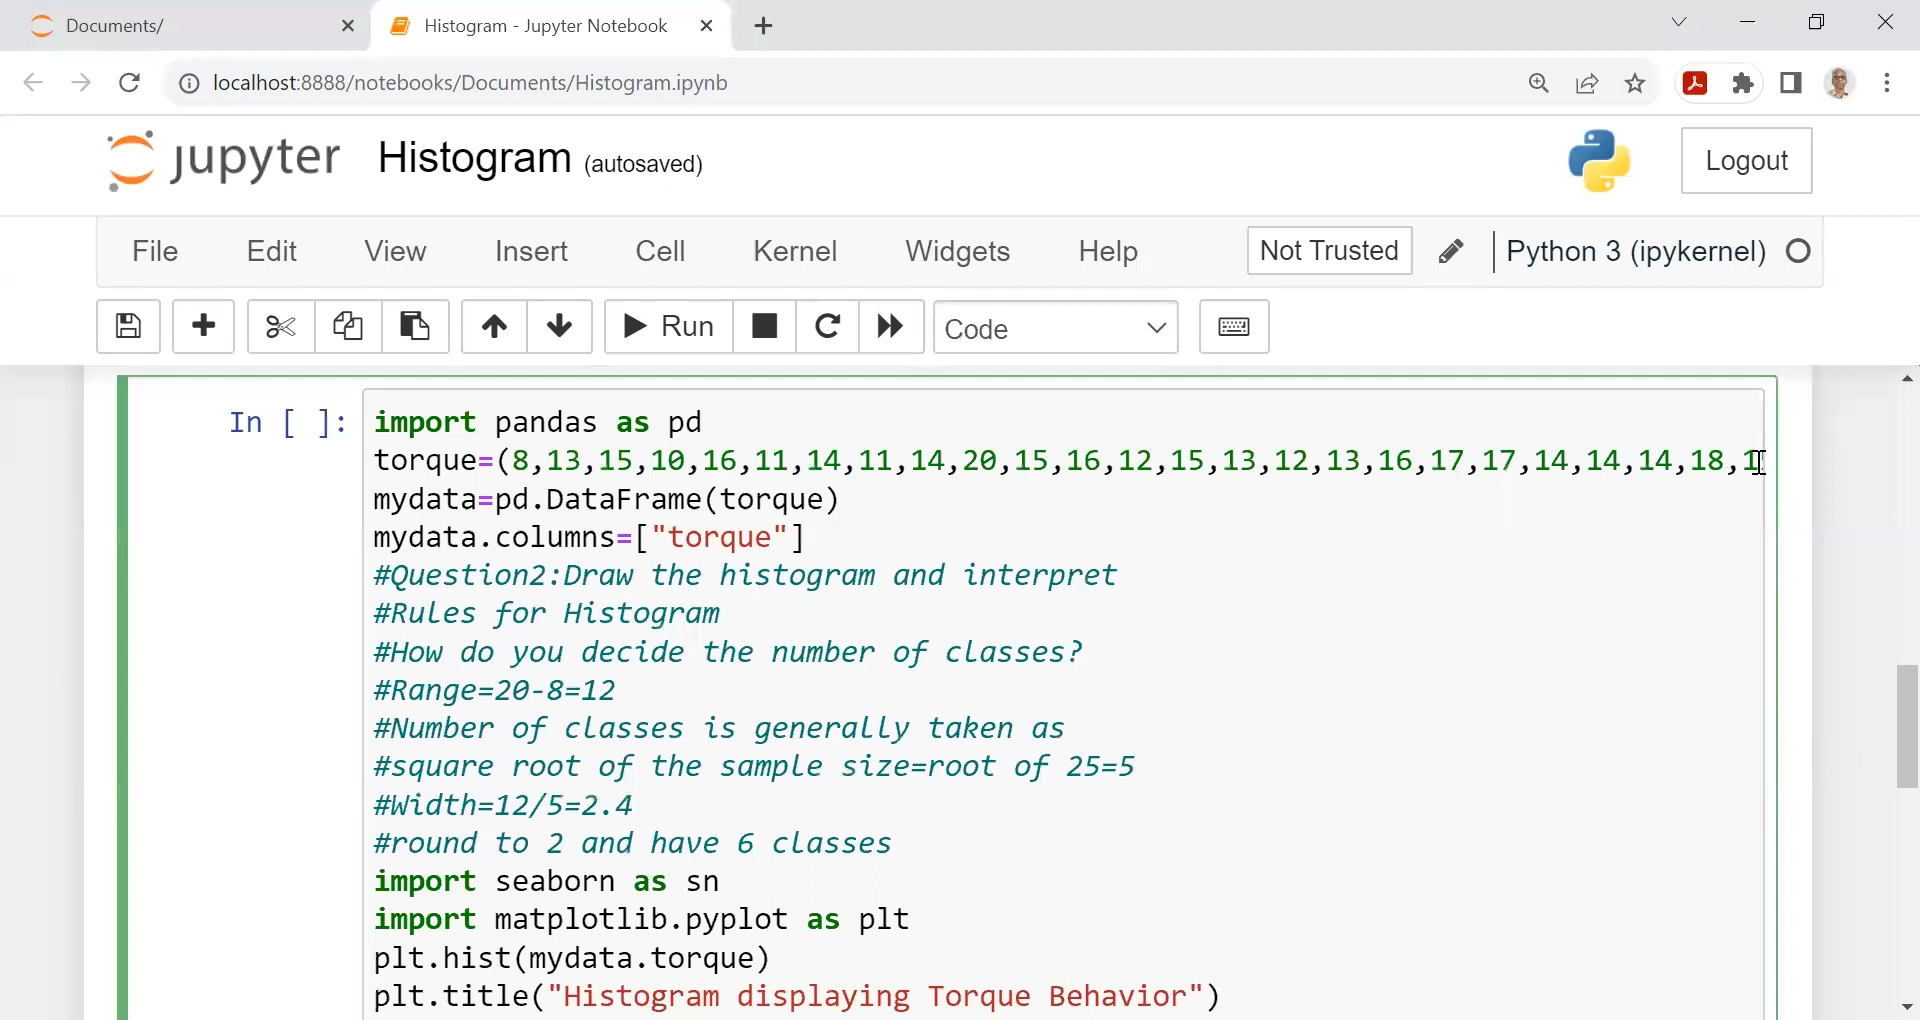 Documents/
Histogram - Jupyter Notebook
localhost:8888/notebooks/Documents/Histogram.ipynb
jupyter Histogram (autosaved)
Logout
File Edit View Insert Cell Kernel Widgets Help Not Trusted Python 3 (ipykernel)
Run Code
In [ ]: import pandas as pd
torque=(8,13,15,10,16,11,14,11,14,20,15,16,12,15,13,12,13,16,17,17,14,14,14,18,
mydata=pd.DataFrame(torque)
mydata.columns=["torque"]
#Question2:Draw the histogram and interpret
#Rules for Histogram
#How do you decide the number of classes?
#Range=20-8=12
#Number of classes is generally taken as
#square root of the sample size=root of 25=5
#Width=12/5=2.4
#round to 2 and have 6 classes
import seaborn as sn
import matplotlib.pyplot as plt
plt.hist(mydata.torque)
plt.title("Histogram displaying Torque Behavior")